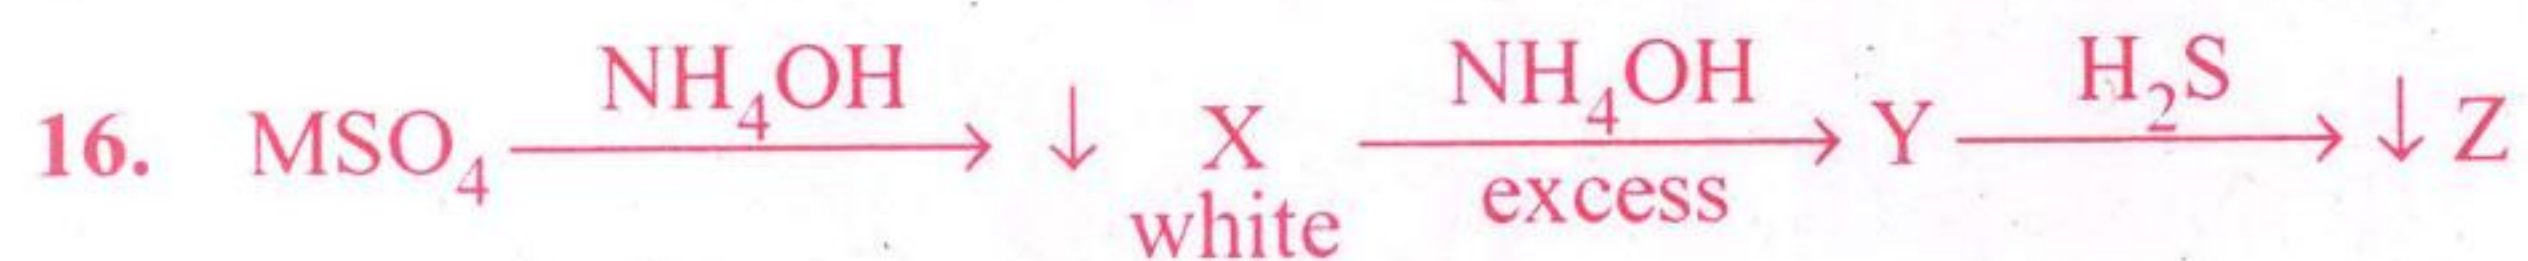 16. MSO₄ —NH₄OH→ ↓ X white —NH₄OH excess→ Y —H₂S→ ↓ Z